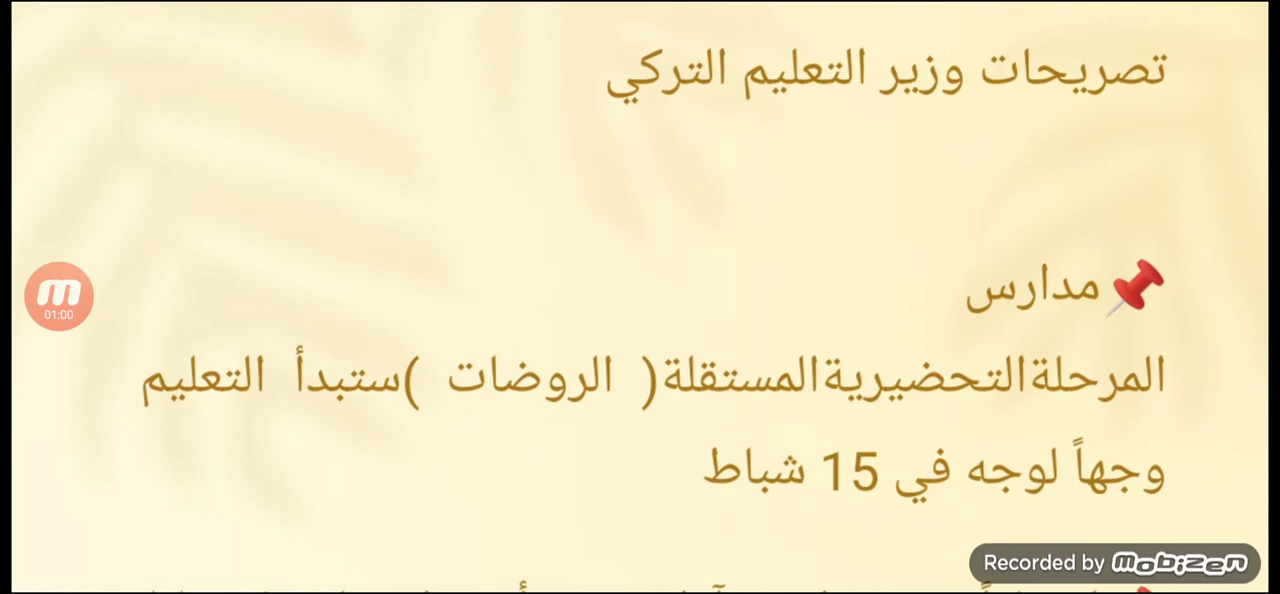 تصريحات وزير التعليم التركي
📌مدارس
المرحلةالتحضيريةالمستقلة( الروضات )ستبدأ التعليم
وجهاً لوجه في 15 شباط
01:00
Recorded by Mobizen